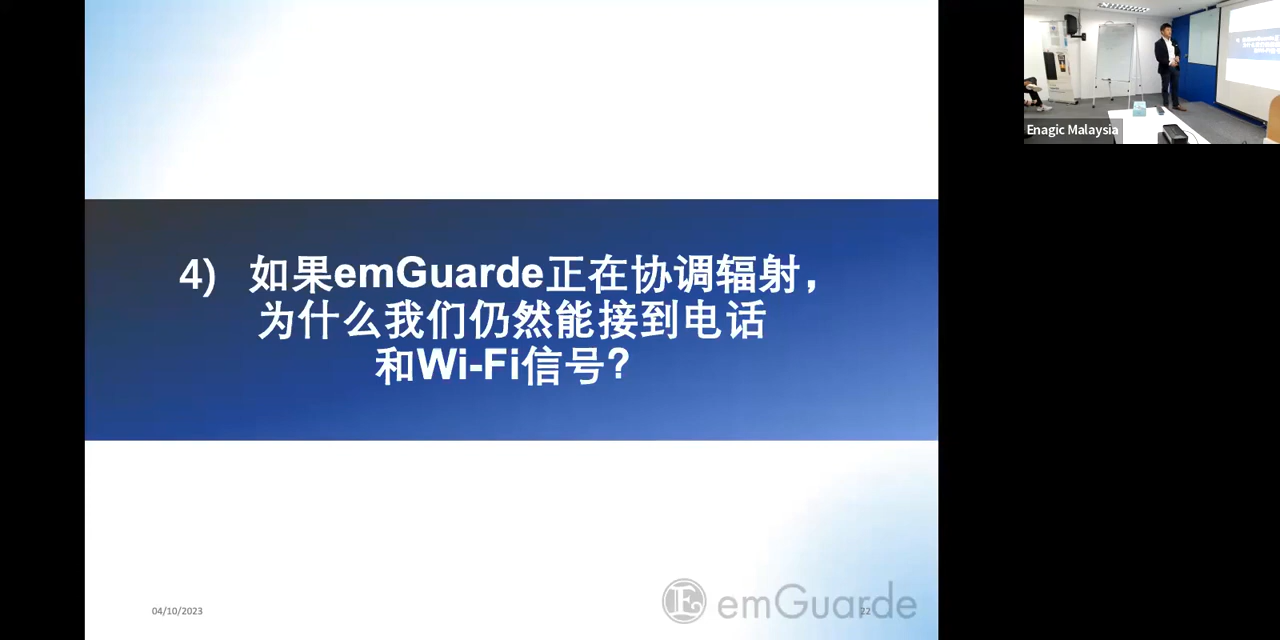 4) 如果emGuarde正在协调辐射，
为什么我们仍然能接到电话
和Wi-Fi信号？
04/10/2023
emGuarde
22
Enagic Malaysia